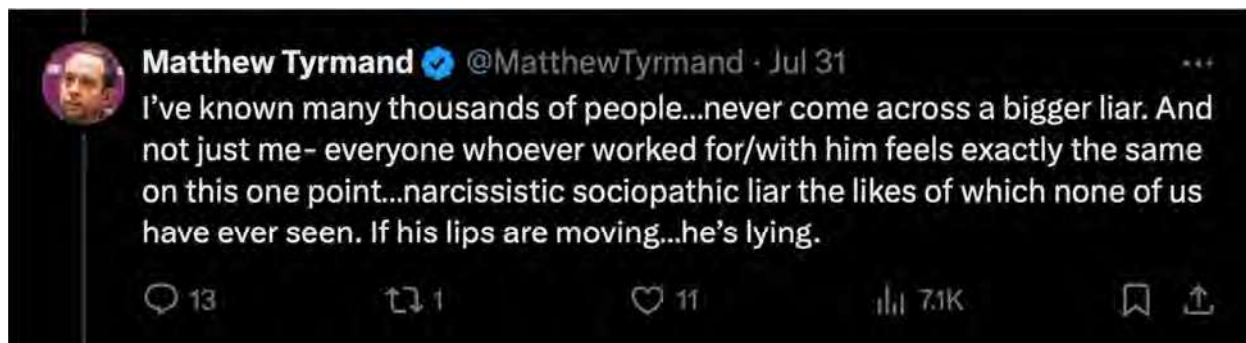 Matthew Tyrmand @MatthewTyrmand · Jul 31
I've known many thousands of people...never come across a bigger liar. And
not just me- everyone whoever worked for/with him feels exactly the same
on this one point...narcissistic sociopathic liar the likes of which none of us
have ever seen. If his lips are moving...he's lying.
13 1 11 7.1K